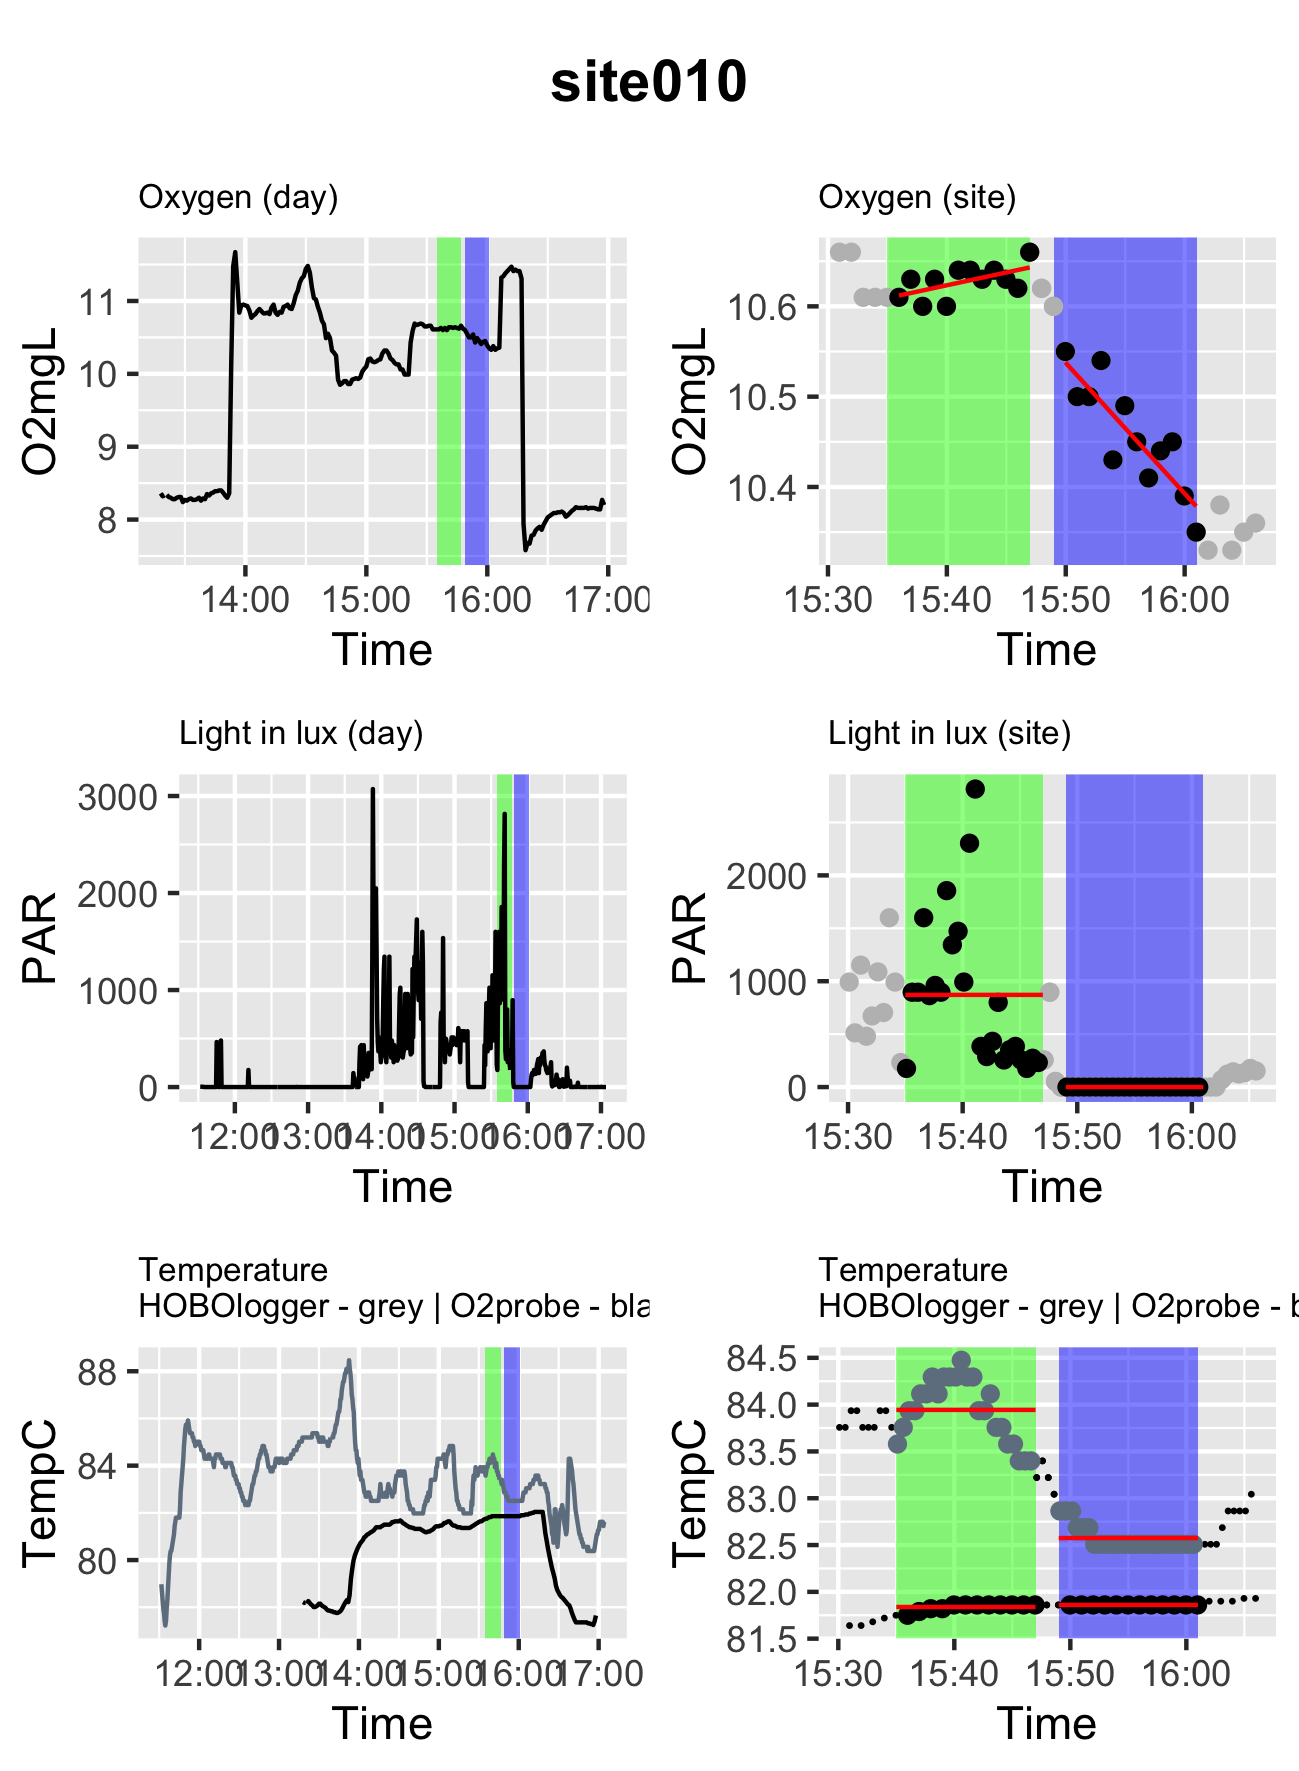 site010
Oxygen (day)
O2mgL
11
10
9
8
14:00 15:00 16:00 17:00
Time
Oxygen (site)
O2mgL
10.6
10.5
10.4
15:30 15:40 15:50 16:00
Time
Light in lux (day)
PAR
3000
2000
1000
0
12:00 13:00 14:00 15:00 16:00 17:00
Time
Light in lux (site)
PAR
2000
1000
0
15:30 15:40 15:50 16:00
Time
Temperature
HOBOlogger - grey | O2probe - bla
TempC
88
84
80
12:00 13:00 14:00 15:00 16:00 17:00
Time
Temperature
HOBOlogger - grey | O2probe - b
TempC
84.5
84.0
83.5
83.0
82.5
82.0
81.5
15:30 15:40 15:50 16:00
Time